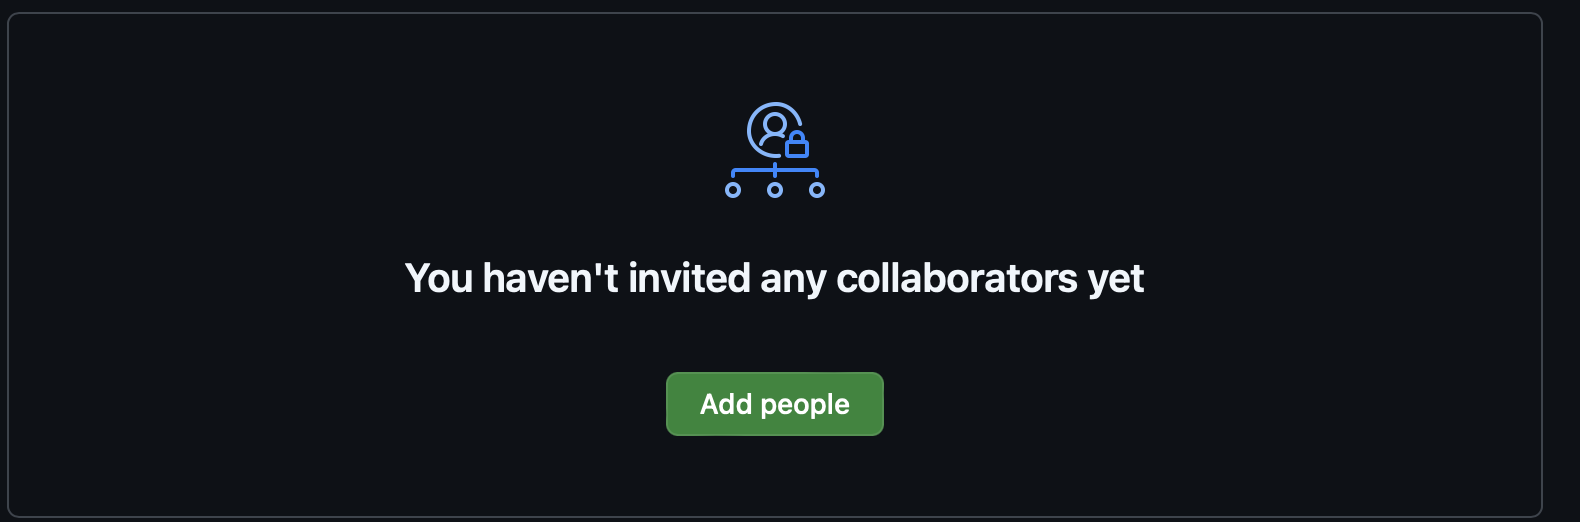 You haven't invited any collaborators yet
Add people